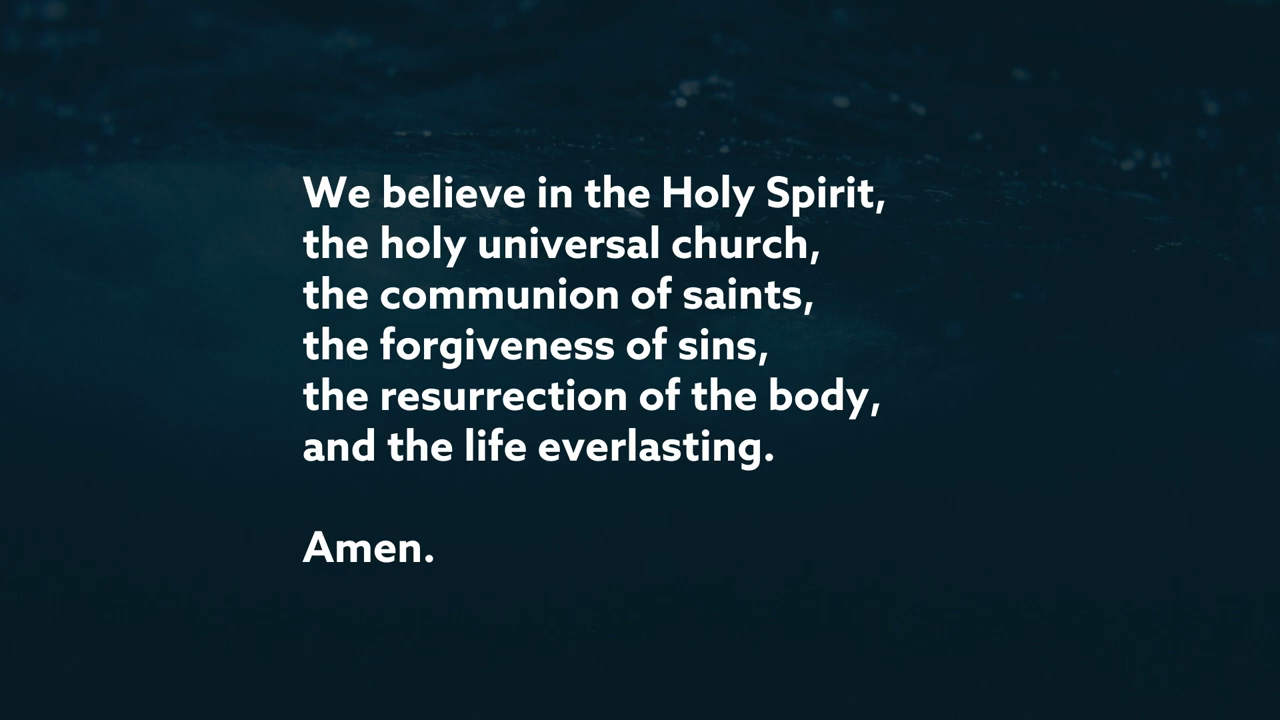 We believe in the Holy Spirit,
the holy universal church,
the communion of saints,
the forgiveness of sins,
the resurrection of the body,
and the life everlasting.
Amen.